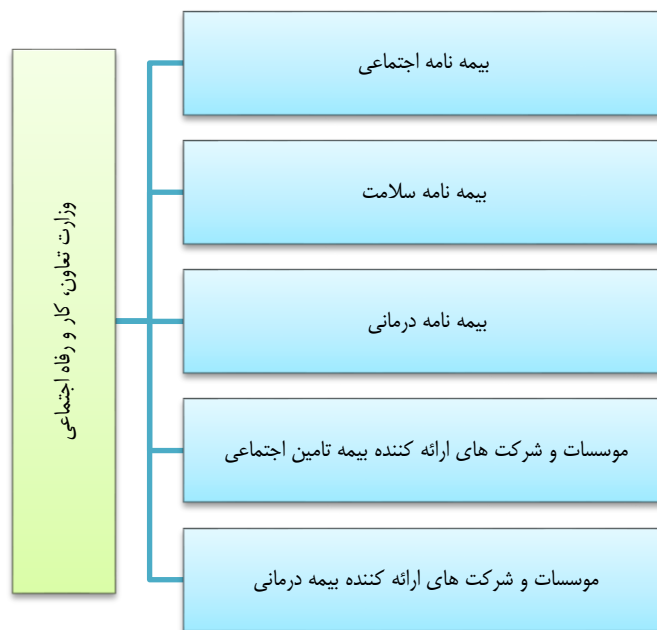 وزارت تعاون، کار و رفاه اجتماعی
بیمه نامه اجتماعی
بیمه نامه سلامت
بیمه نامه درمانی
موسسات و شرکت های ارائه کننده بیمه تامین اجتماعی
موسسات و شرکت های ارائه کننده بیمه درمانی